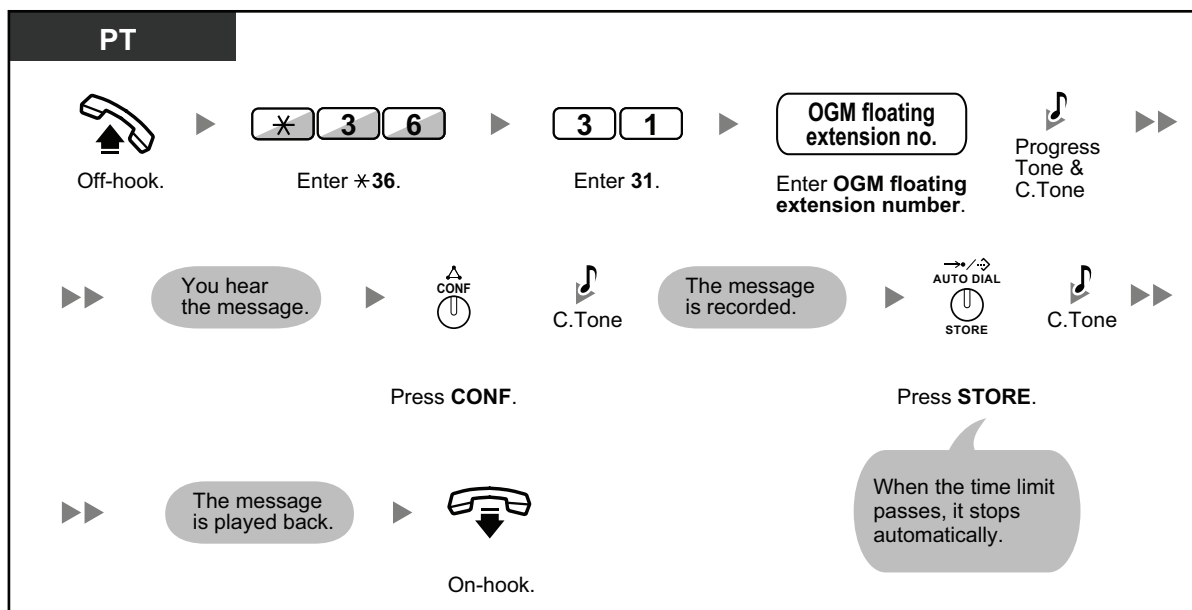 PT
✳ 3 6
3 1
OGM floating
extension no.
Off-hook.
Enter ✳36.
Enter 31.
Enter OGM floating
extension number.
Progress
Tone &
C.Tone
You hear
the message.
CONF
C.Tone
The message
is recorded.
AUTO DIAL
STORE
C.Tone
Press CONF.
Press STORE.
When the time limit
passes, it stops
automatically.
The message
is played back.
On-hook.